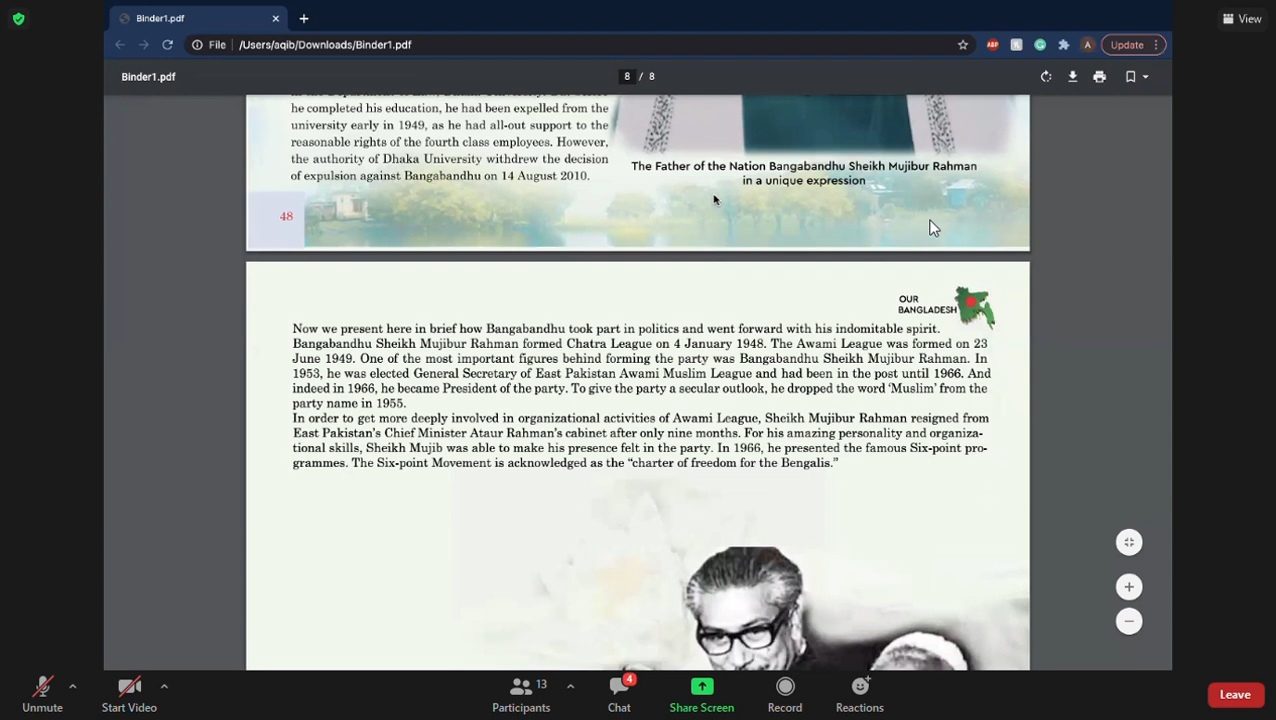 Binder1.pdf
View
File
/Users/aqib/Downloads/Binder1.pdf
ABP
A
Update
Binder1.pdf
8 / 8
he completed his education, he had been expelled from the
university early in 1949, as he had all-out support to the
reasonable rights of the fourth class employees. However,
the authority of Dhaka University withdrew the decision
of expulsion against Bangabandhu on 14 August 2010.
The Father of the Nation Bangabandhu Sheikh Mujibur Rahman
in a unique expression
48
OUR
BANGLADESH
Now we present here in brief how Bangabandhu took part in politics and went forward with his indomitable spirit.
Bangabandhu Sheikh Mujibur Rahman formed Chatra League on 4 January 1948. The Awami League was formed on 23
June 1949. One of the most important figures behind forming the party was Bangabandhu Sheikh Mujibur Rahman. In
1953, he was elected General Secretary of East Pakistan Awami Muslim League and had been in the post until 1966. And
indeed in 1966, he became President of the party. To give the party a secular outlook, he dropped the word ‘Muslim’ from the
party name in 1955.
In order to get more deeply involved in organizational activities of Awami League, Sheikh Mujibur Rahman resigned from
East Pakistan's Chief Minister Ataur Rahman's cabinet after only nine months. For his amazing personality and organiza-
tional skills, Sheikh Mujib was able to make his presence felt in the party. In 1966, he presented the famous Six-point pro-
grammes. The Six-point Movement is acknowledged as the “charter of freedom for the Bengalis.”
Unmute
Start Video
13
Participants
4
Chat
Share Screen
Record
Reactions
Leave